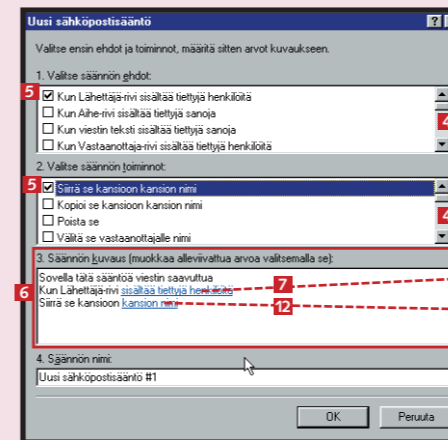 Uusi sähköpostisääntö
Valitse ensin ehdot ja toiminnot, määritä sitten arvot kuvaukseen.
1. Valitse säännön ehdot:
5
Kun Lähettäjä-rivi sisältää tiettyjä henkilöitä
Kun Aihe-rivi sisältää tiettyjä sanoja
4
Kun viestin teksti sisältää tiettyjä sanoja
Kun Vastaanottaja-rivi sisältää tiettyjä henkilöitä
2. Valitse säännön toiminnot:
5
Siirrä se kansioon kansion nimi
Kopioi se kansioon kansion nimi
4
Poista se
Välitä se vastaanottajalle nimi
3. Säännön kuvaus (muokkaa alleviivattua arvoa valitsemalla se):
Sovella tätä sääntöä viestin saavuttua
6
Kun Lähettäjä-rivi sisältää tiettyjä henkilöitä
7
Siirrä se kansioon kansion nimi
12
4. Säännön nimi:
Uusi sähköpostisääntö #1
OK
Peruuta